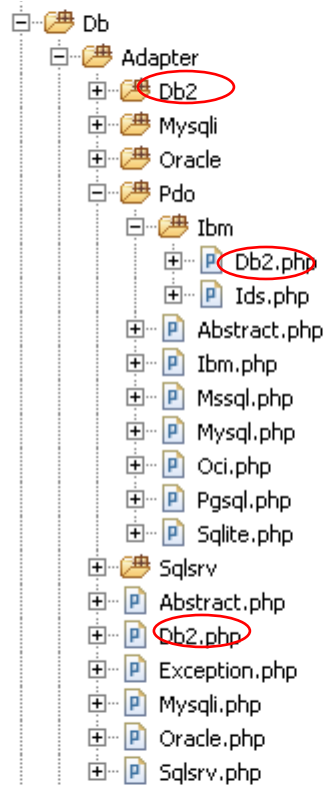 Db
Adapter
Db2
Mysqli
Oracle
Pdo
Ibm
Db2.php
Ids.php
Abstract.php
Ibm.php
Mssql.php
Mysql.php
Oci.php
Pgsql.php
Sqlite.php
Sqlsrv
Abstract.php
Db2.php
Exception.php
Mysqli.php
Oracle.php
Sqlsrv.php